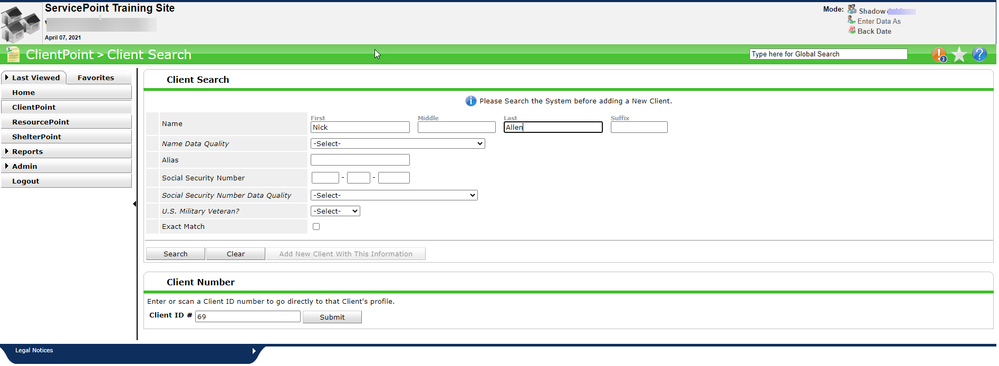 ServicePoint Training Site
April 07, 2021
Mode: Shadow
Enter Data As
Back Date
ClientPoint > Client Search
Type here for Global Search
3
?
Last Viewed Favorites
Home
ClientPoint
ResourcePoint
ShelterPoint
Reports
Admin
Logout
Client Search
i Please Search the System before adding a New Client.
First Middle Last Suffix
Name Nick Allen
Name Data Quality -Select-
Alias
Social Security Number - -
Social Security Number Data Quality -Select-
U.S. Military Veteran? -Select-
Exact Match
Search Clear Add New Client With This Information
Client Number
Enter or scan a Client ID number to go directly to that Client's profile.
Client ID # 69 Submit
Legal Notices